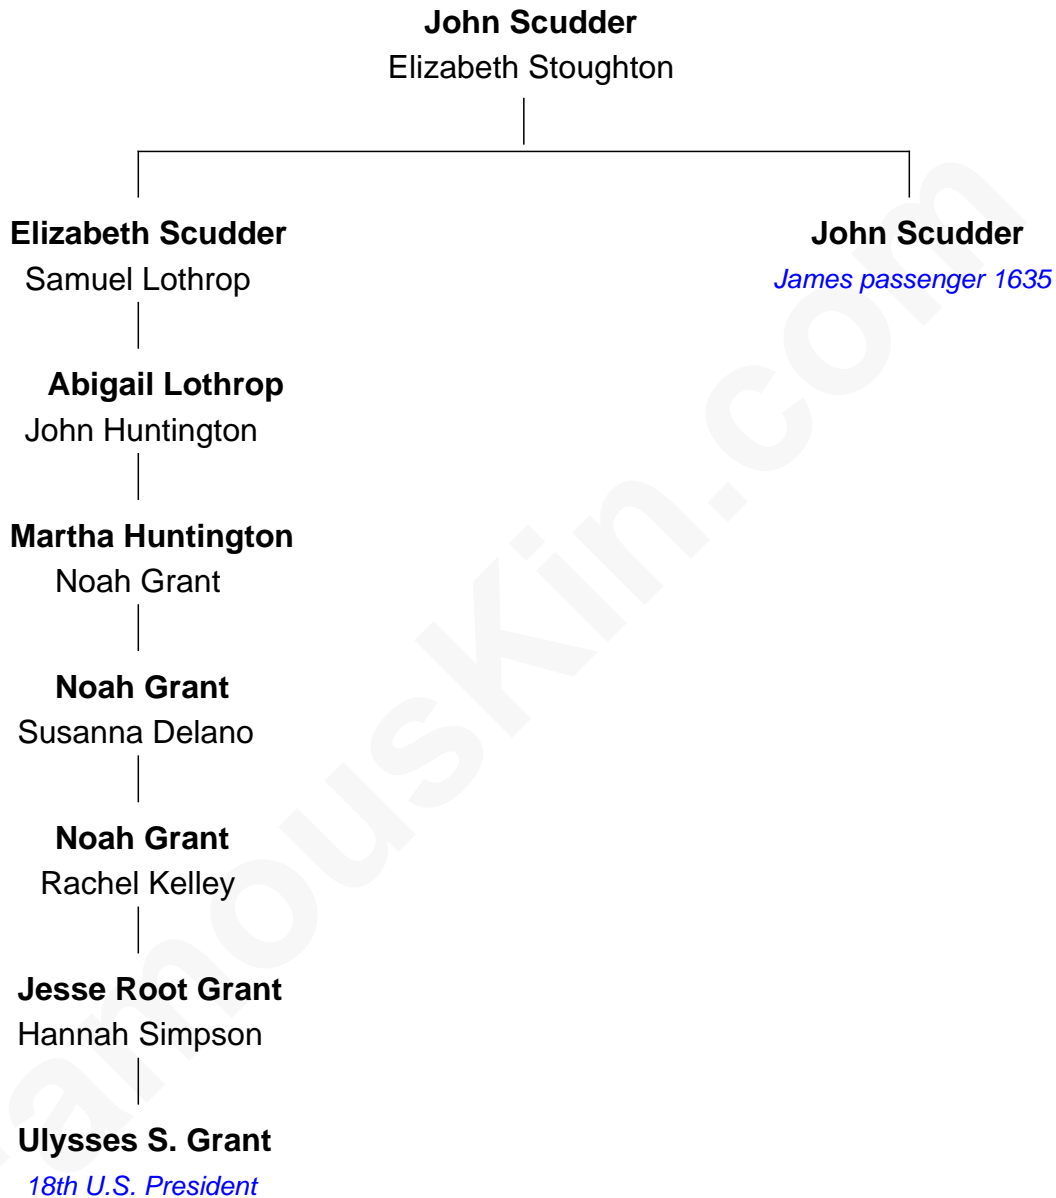 John Scudder
Elizabeth Stoughton
Elizabeth Scudder
John Scudder
Samuel Lothrop
James passenger 1635
Abigail Lothrop
John Huntington
Martha Huntington
Noah Grant
Noah Grant
Susanna Delano
Noah Grant
Rachel Kelley
Jesse Root Grant
Hannah Simpson
Ulysses S. Grant
18th U.S. President
FamousKin.com